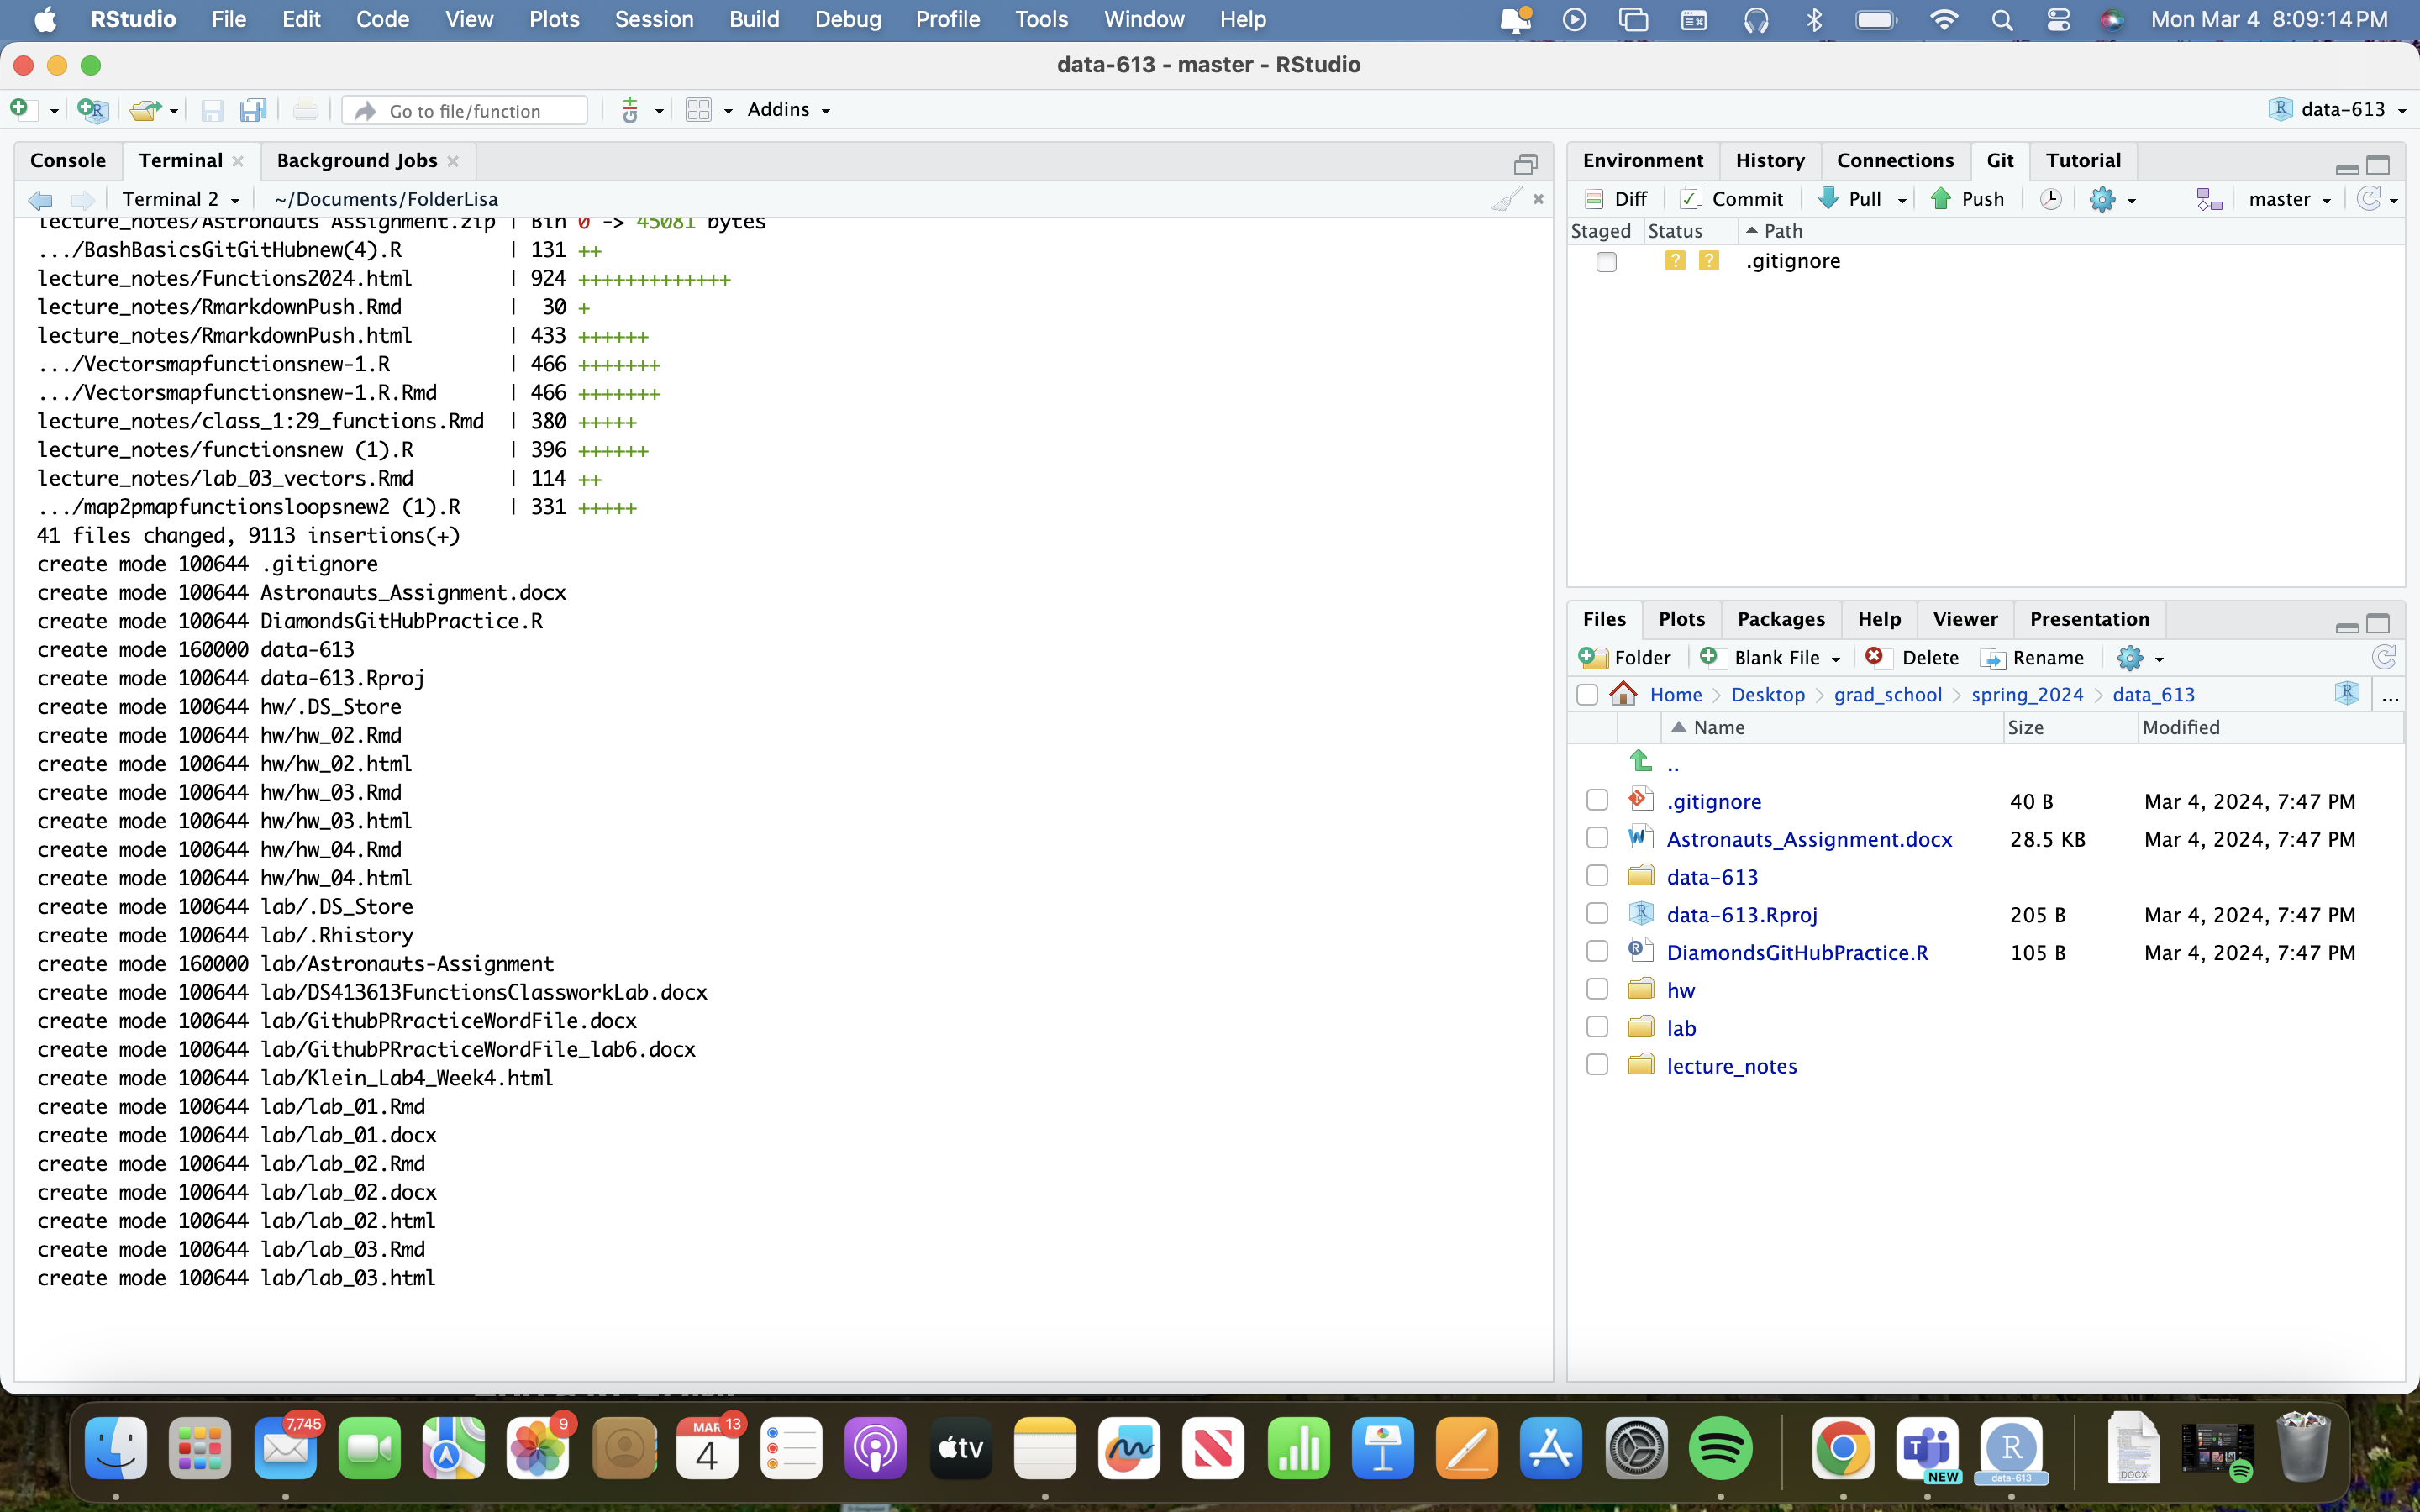 RStudio File Edit Code View Plots Session Build Debug Profile Tools Window Help Mon Mar 4 8:09:14 PM
data-613 - master - RStudio
Go to file/function Addins data-613
Console Terminal Background Jobs
Terminal 2 ~/Documents/FolderLisa
lecture_notes/Astronauts Assignment.zip | Bin 0 -> 45081 bytes
.../BashBasicsGitGitHubnew(4).R | 131 ++
lecture_notes/Functions2024.html | 924 +++++++++++++
lecture_notes/RmarkdownPush.Rmd | 30 +
lecture_notes/RmarkdownPush.html | 433 ++++++
.../Vectorsmapfunctionsnew-1.R | 466 +++++++
.../Vectorsmapfunctionsnew-1.R.Rmd | 466 +++++++
lecture_notes/class_1:29_functions.Rmd | 380 +++++
lecture_notes/functionsnew (1).R | 396 ++++++
lecture_notes/lab_03_vectors.Rmd | 114 ++
.../map2pmapfunctionsloopsnew2 (1).R | 331 +++++
41 files changed, 9113 insertions(+)
create mode 100644 .gitignore
create mode 100644 Astronauts_Assignment.docx
create mode 100644 DiamondsGitHubPractice.R
create mode 160000 data-613
create mode 100644 data-613.Rproj
create mode 100644 hw/.DS_Store
create mode 100644 hw/hw_02.Rmd
create mode 100644 hw/hw_02.html
create mode 100644 hw/hw_03.Rmd
create mode 100644 hw/hw_03.html
create mode 100644 hw/hw_04.Rmd
create mode 100644 hw/hw_04.html
create mode 100644 lab/.DS_Store
create mode 100644 lab/.Rhistory
create mode 160000 lab/Astronauts-Assignment
create mode 100644 lab/DS413613FunctionsClassworkLab.docx
create mode 100644 lab/GithubPRracticeWordFile.docx
create mode 100644 lab/GithubPRracticeWordFile_lab6.docx
create mode 100644 lab/Klein_Lab4_Week4.html
create mode 100644 lab/lab_01.Rmd
create mode 100644 lab/lab_01.docx
create mode 100644 lab/lab_02.Rmd
create mode 100644 lab/lab_02.docx
create mode 100644 lab/lab_02.html
create mode 100644 lab/lab_03.Rmd
create mode 100644 lab/lab_03.html
Environment History Connections Git Tutorial
Diff Commit Pull Push master
Staged Status Path
? ? .gitignore
Files Plots Packages Help Viewer Presentation
Folder Blank File Delete Rename
Home > Desktop > grad_school > spring_2024 > data_613 R ...
Name Size Modified
..
.gitignore 40 B Mar 4, 2024, 7:47 PM
Astronauts_Assignment.docx 28.5 KB Mar 4, 2024, 7:47 PM
data-613
data-613.Rproj 205 B Mar 4, 2024, 7:47 PM
DiamondsGitHubPractice.R 105 B Mar 4, 2024, 7:47 PM
hw
lab
lecture_notes
7,745 9 MAR 13 4 tv T NEW R data-613 DOCX